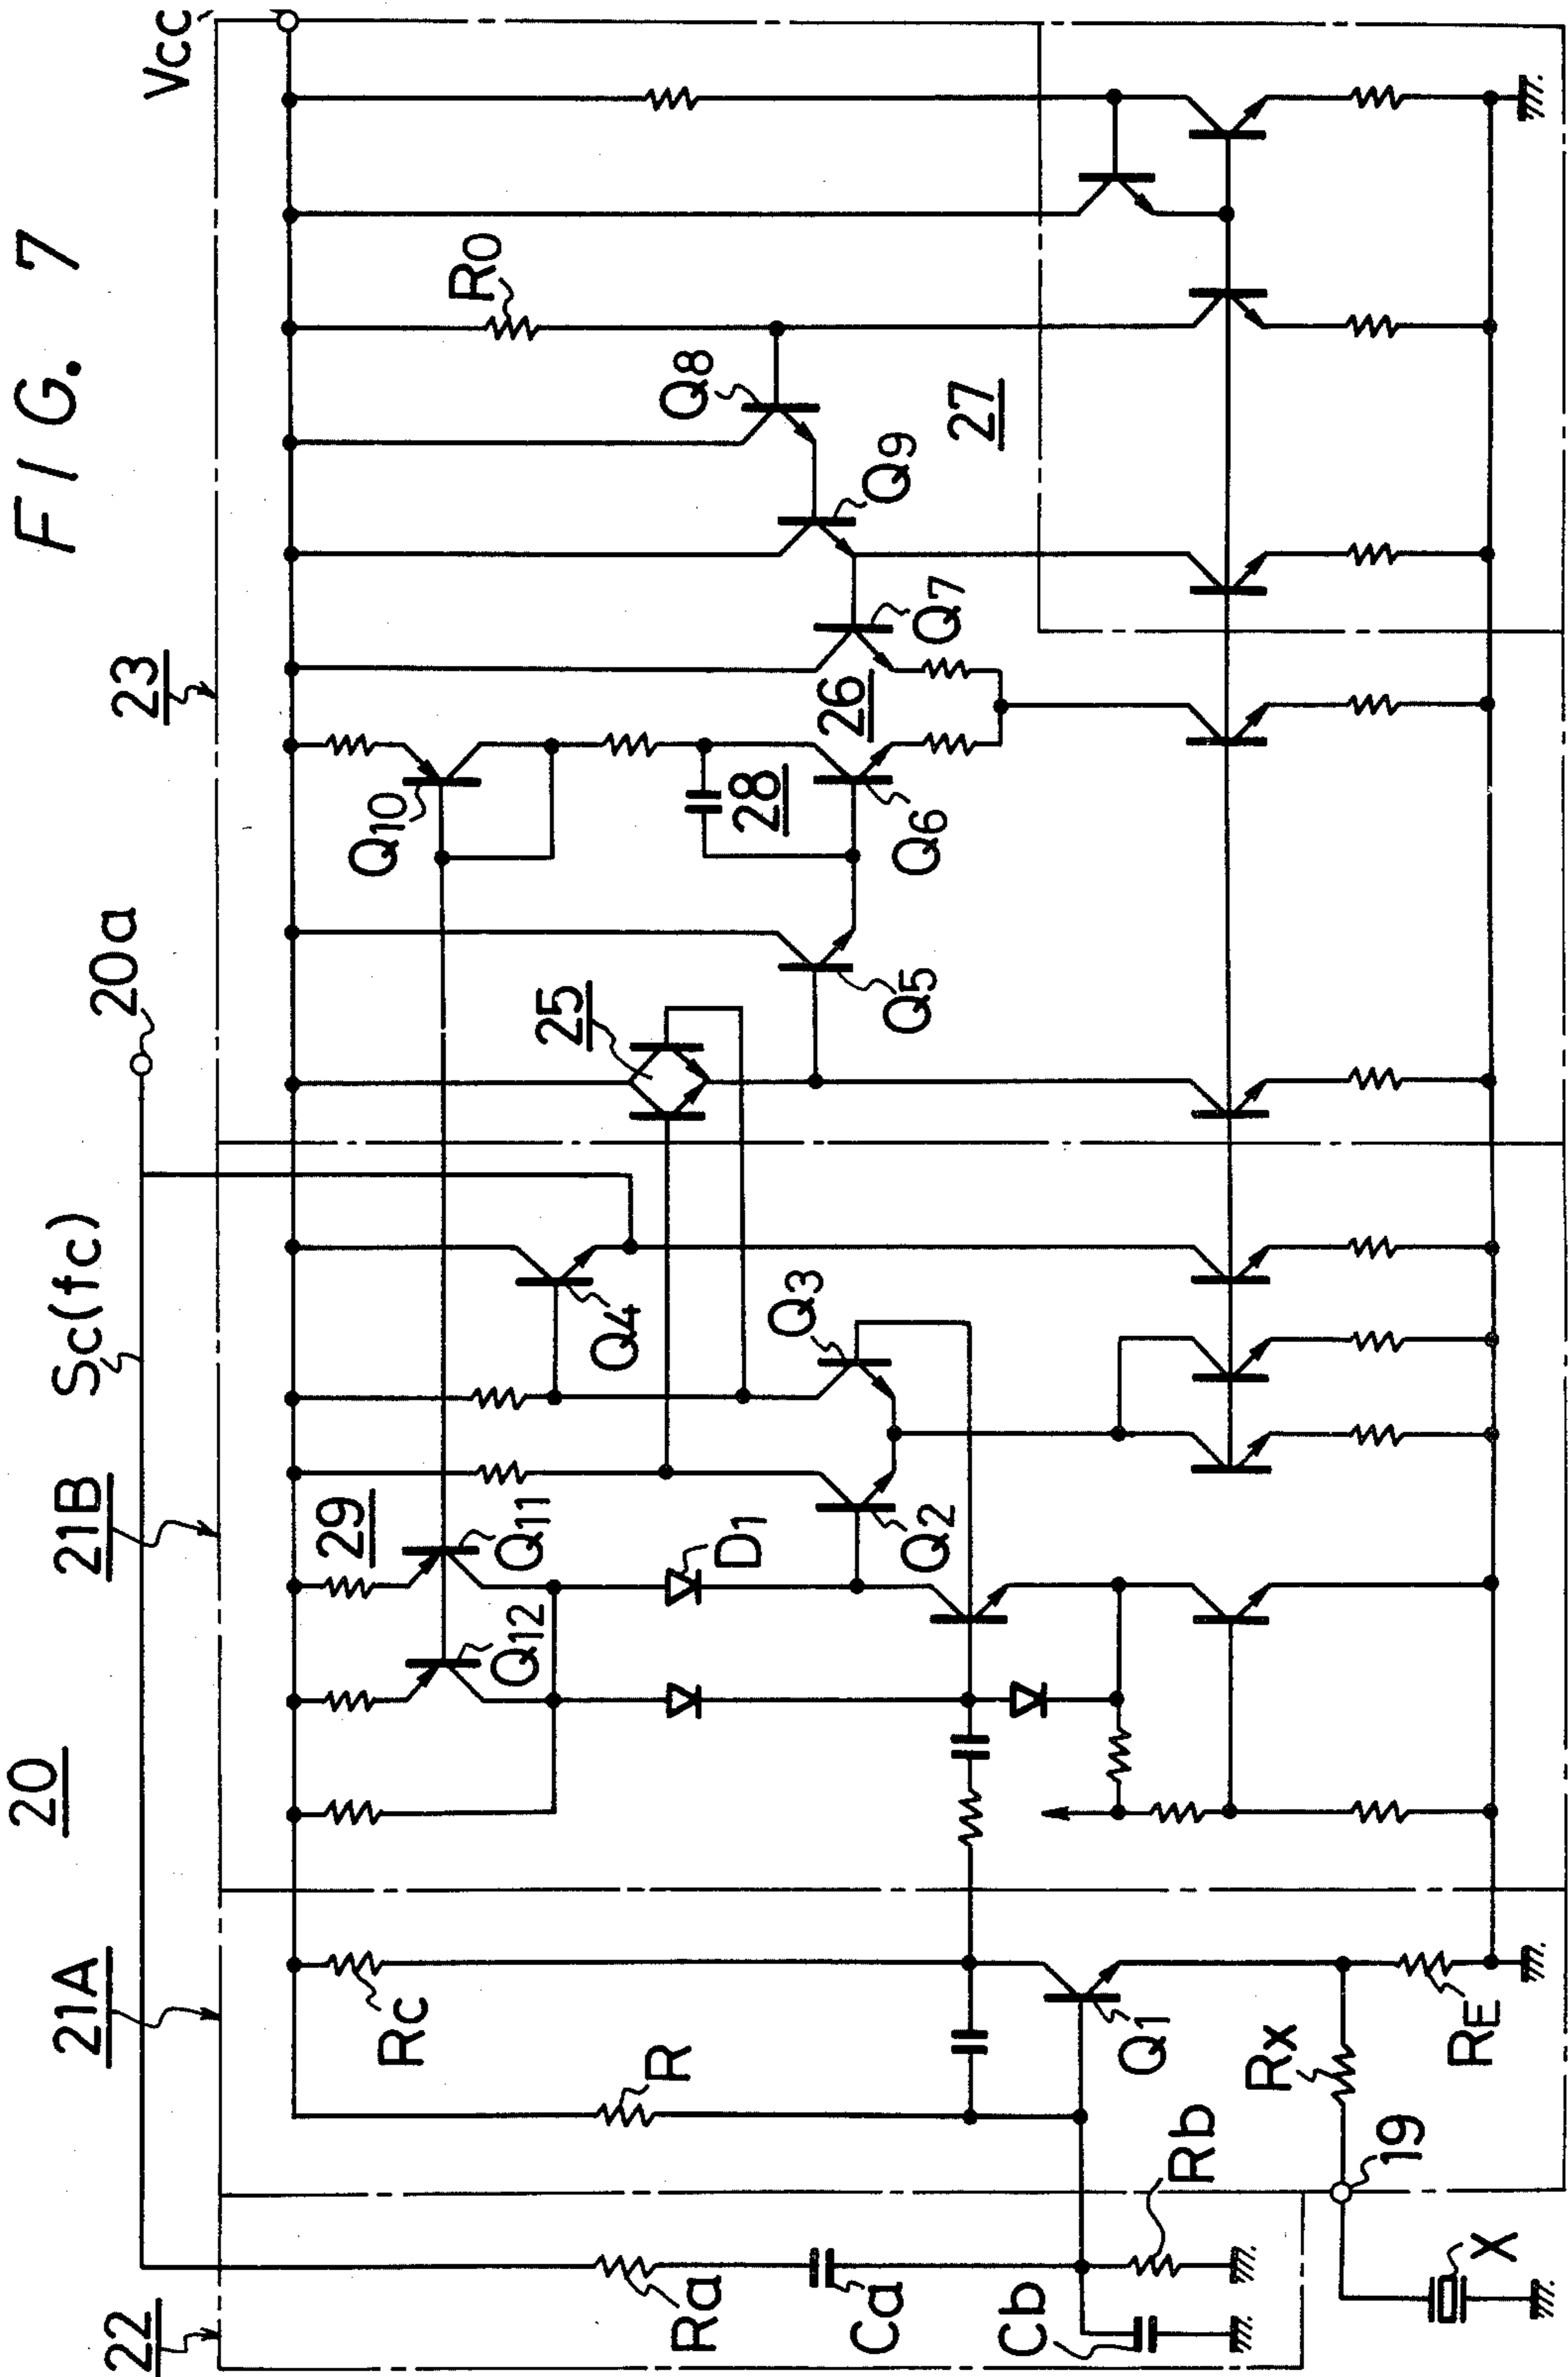 FIG. 7
Vcc
23
20a
Sc(fc)
21B
20
21A
22
R0
Q8
Q9
27
Q7
26
Q10
28
Q6
Q5
25
Q4
Q3
29
Q11
Q12
D1
Q2
Rc
R
Q1
Rx
RE
19
Rb
Ra
Ca
Cb
X